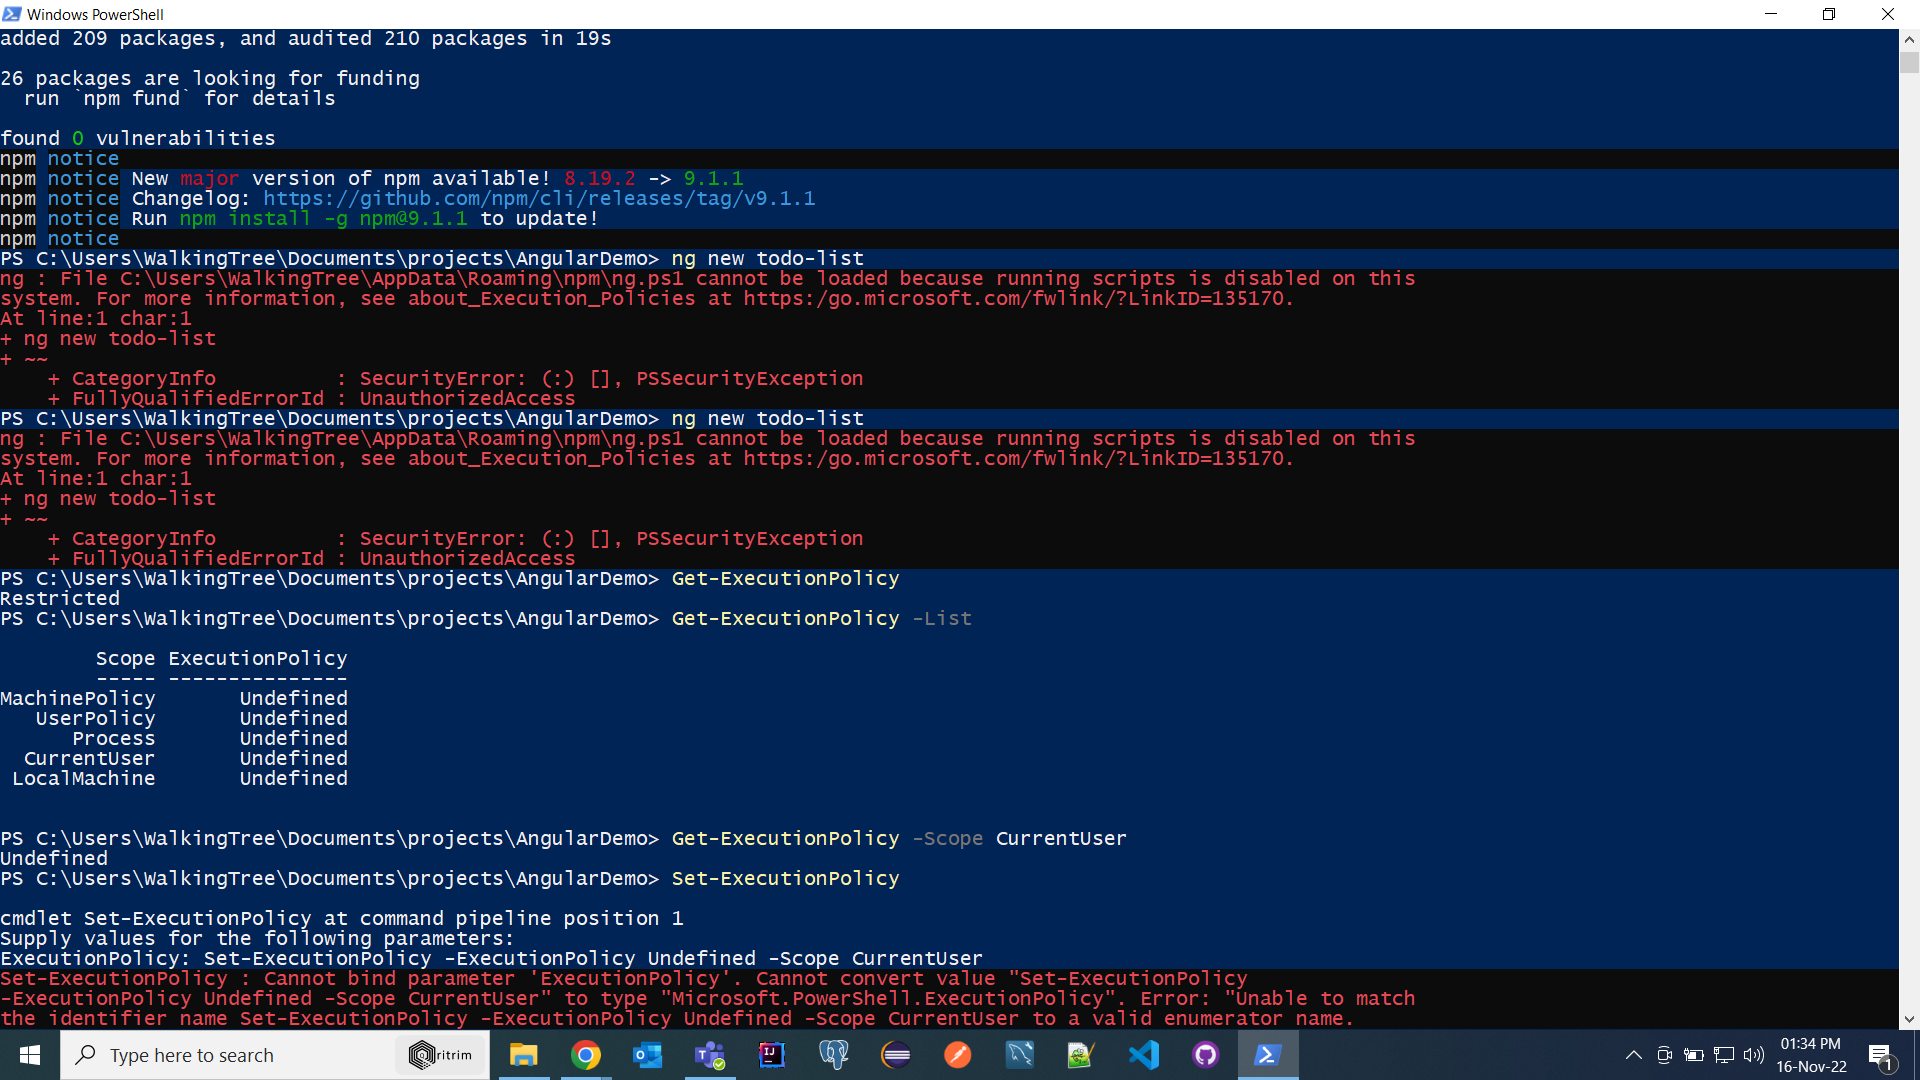 Windows PowerShell
added 209 packages, and audited 210 packages in 19s
26 packages are looking for funding
  run `npm fund` for details
found 0 vulnerabilities
npm notice
npm notice New major version of npm available! 8.19.2 -> 9.1.1
npm notice Changelog: https://github.com/npm/cli/releases/tag/v9.1.1
npm notice Run npm install -g npm@9.1.1 to update!
npm notice
PS C:\Users\WalkingTree\Documents\projects\AngularDemo> ng new todo-list
ng : File C:\Users\WalkingTree\AppData\Roaming\npm\ng.ps1 cannot be loaded because running scripts is disabled on this
system. For more information, see about_Execution_Policies at https:/go.microsoft.com/fwlink/?LinkID=135170.
At line:1 char:1
+ ng new todo-list
+ ~~
    + CategoryInfo          : SecurityError: (:) [], PSSecurityException
    + FullyQualifiedErrorId : UnauthorizedAccess
PS C:\Users\WalkingTree\Documents\projects\AngularDemo> ng new todo-list
ng : File C:\Users\WalkingTree\AppData\Roaming\npm\ng.ps1 cannot be loaded because running scripts is disabled on this
system. For more information, see about_Execution_Policies at https:/go.microsoft.com/fwlink/?LinkID=135170.
At line:1 char:1
+ ng new todo-list
+ ~~
    + CategoryInfo          : SecurityError: (:) [], PSSecurityException
    + FullyQualifiedErrorId : UnauthorizedAccess
PS C:\Users\WalkingTree\Documents\projects\AngularDemo> Get-ExecutionPolicy
Restricted
PS C:\Users\WalkingTree\Documents\projects\AngularDemo> Get-ExecutionPolicy -List
        Scope ExecutionPolicy
        ----- ---------------
MachinePolicy       Undefined
   UserPolicy       Undefined
      Process       Undefined
  CurrentUser       Undefined
 LocalMachine       Undefined
PS C:\Users\WalkingTree\Documents\projects\AngularDemo> Get-ExecutionPolicy -Scope CurrentUser
Undefined
PS C:\Users\WalkingTree\Documents\projects\AngularDemo> Set-ExecutionPolicy
cmdlet Set-ExecutionPolicy at command pipeline position 1
Supply values for the following parameters:
ExecutionPolicy: Set-ExecutionPolicy -ExecutionPolicy Undefined -Scope CurrentUser
Set-ExecutionPolicy : Cannot bind parameter 'ExecutionPolicy'. Cannot convert value "Set-ExecutionPolicy
-ExecutionPolicy Undefined -Scope CurrentUser" to type "Microsoft.PowerShell.ExecutionPolicy". Error: "Unable to match
the identifier name Set-ExecutionPolicy -ExecutionPolicy Undefined -Scope CurrentUser to a valid enumerator name.
Type here to search
ritrim
IJ
01:34 PM
16-Nov-22
1